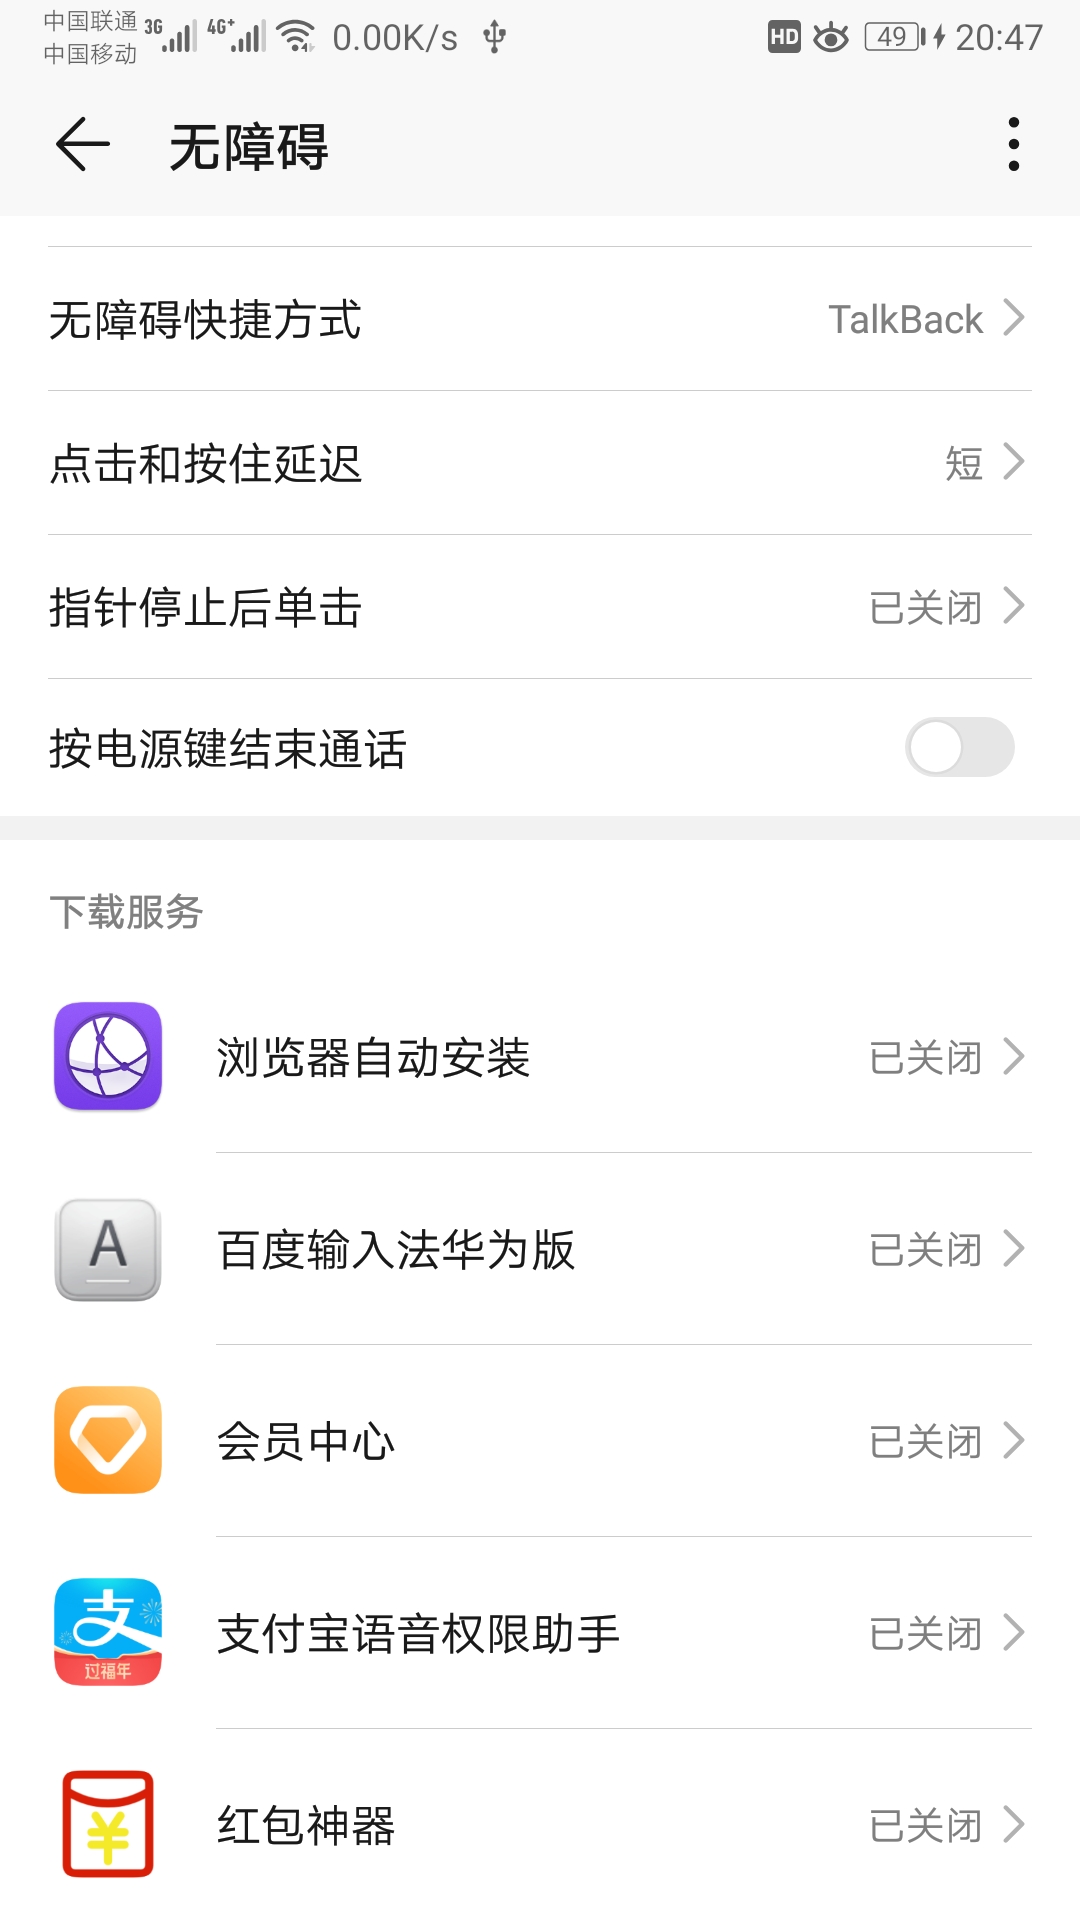 中国联通 3G 4G+ 0.00K/s HD 49 20:47
中国移动
无障碍
无障碍快捷方式 TalkBack
点击和按住延迟 短
指针停止后单击 已关闭
按电源键结束通话
下载服务
浏览器自动安装 已关闭
A
百度输入法华为版 已关闭
会员中心 已关闭
支
过福年
支付宝语音权限助手 已关闭
¥
红包神器 已关闭